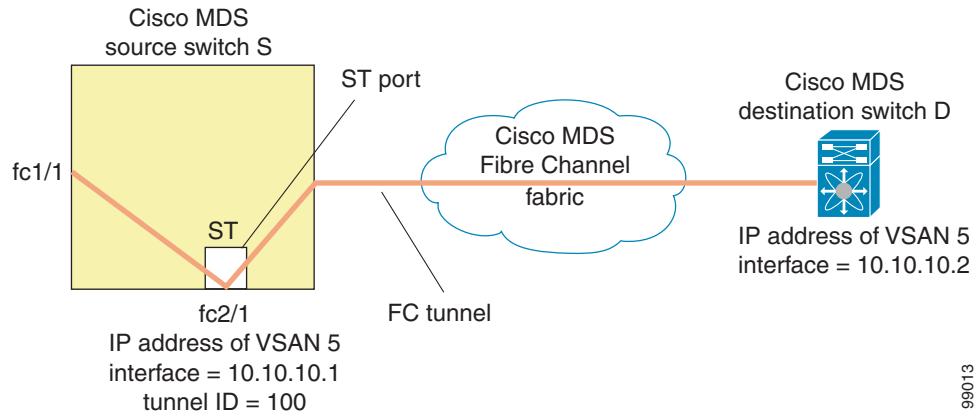 Cisco MDS
source switch S
ST port
Cisco MDS
destination switch D
Cisco MDS
Fibre Channel
fabric
fc1/1
ST
IP address of VSAN 5
interface = 10.10.10.2
fc2/1
FC tunnel
IP address of VSAN 5
interface = 10.10.10.1
tunnel ID = 100
99013